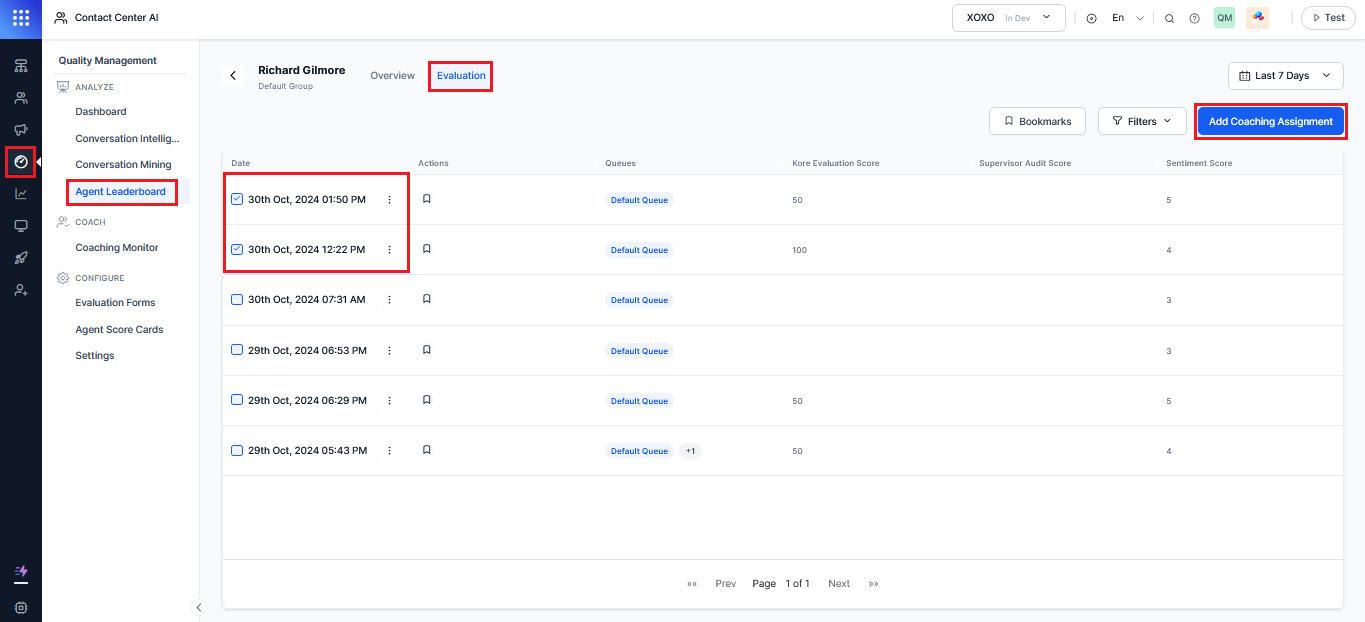 Contact Center AI
XOXO In Dev
En
QM
Test
Quality Management
ANALYZE
Dashboard
Conversation Intellig...
Conversation Mining
Agent Leaderboard
COACH
Coaching Monitor
CONFIGURE
Evaluation Forms
Agent Score Cards
Settings
Richard Gilmore
Default Group
Overview
Evaluation
Last 7 Days
Bookmarks
Filters
Add Coaching Assignment
Date Actions Queues Kore Evaluation Score Supervisor Audit Score Sentiment Score
30th Oct, 2024 01:50 PM Default Queue 50 5
30th Oct, 2024 12:22 PM Default Queue 100 4
30th Oct, 2024 07:31 AM Default Queue 3
29th Oct, 2024 06:53 PM Default Queue 3
29th Oct, 2024 06:29 PM Default Queue 50 5
29th Oct, 2024 05:43 PM Default Queue +1 50 4
«« Prev Page 1 of 1 Next »»